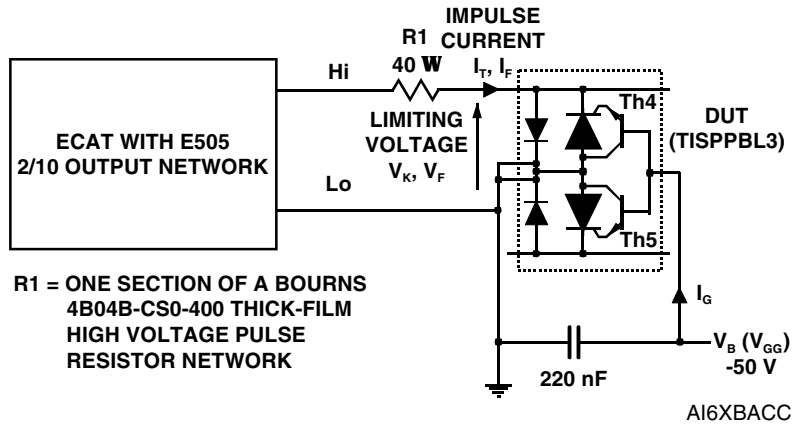 IMPULSE
CURRENT
I_T, I_F
R1
40 W
Hi
ECAT WITH E505
2/10 OUTPUT NETWORK
LIMITING
VOLTAGE
V_K, V_F
Lo
Th4
Th5
DUT
(TISPPBL3)
R1 = ONE SECTION OF A BOURNS
4B04B-CS0-400 THICK-FILM
HIGH VOLTAGE PULSE
RESISTOR NETWORK
I_G
220 nF
V_B (V_GG)
-50 V
AI6XBACC